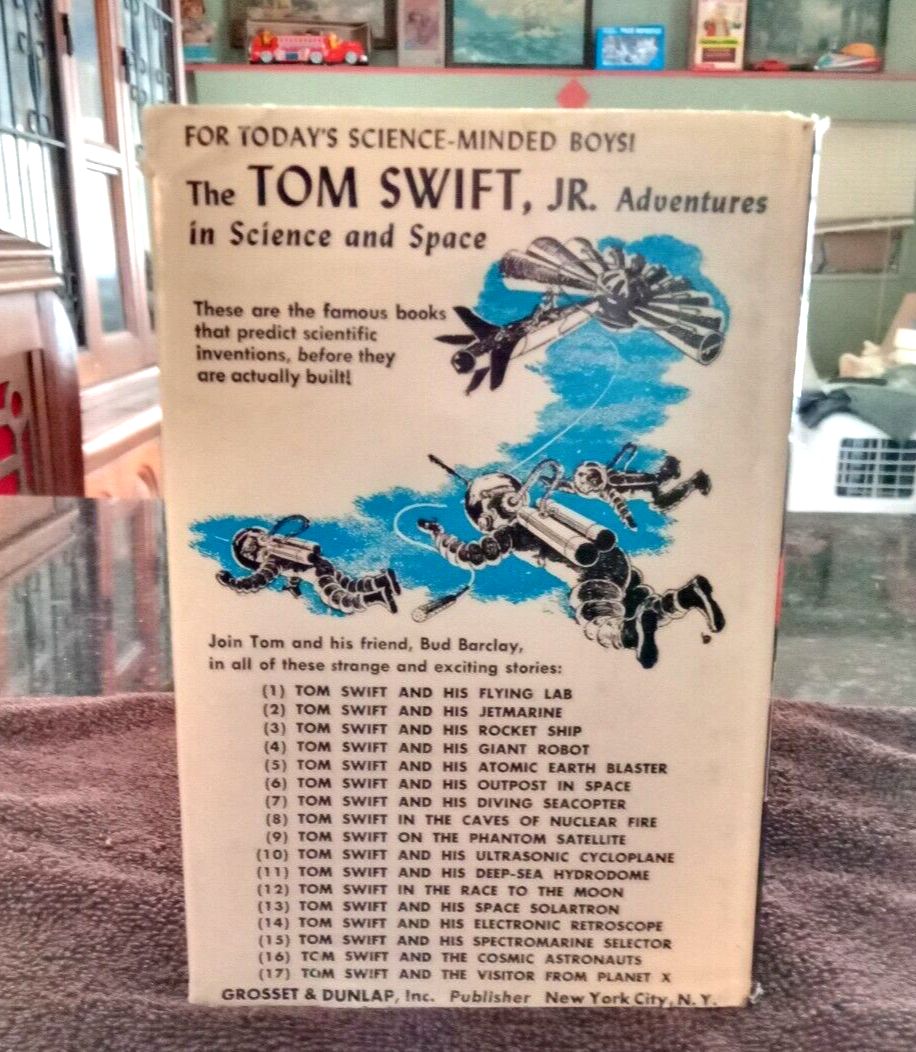 FOR TODAY'S SCIENCE-MINDED BOYS!
The TOM SWIFT, JR. Adventures
in Science and Space
These are the famous books
that predict scientific
inventions, before they
are actually built!
Join Tom and his friend, Bud Barclay,
in all of these strange and exciting stories:
(1) TOM SWIFT AND HIS FLYING LAB
(2) TOM SWIFT AND HIS JETMARINE
(3) TOM SWIFT AND HIS ROCKET SHIP
(4) TOM SWIFT AND HIS GIANT ROBOT
(5) TOM SWIFT AND HIS ATOMIC EARTH BLASTER
(6) TOM SWIFT AND HIS OUTPOST IN SPACE
(7) TOM SWIFT AND HIS DIVING SEACOPTER
(8) TOM SWIFT IN THE CAVES OF NUCLEAR FIRE
(9) TOM SWIFT ON THE PHANTOM SATELLITE
(10) TOM SWIFT AND HIS ULTRASONIC CYCLOPLANE
(11) TOM SWIFT AND HIS DEEP-SEA HYDRODOME
(12) TOM SWIFT IN THE RACE TO THE MOON
(13) TOM SWIFT AND HIS SPACE SOLARTRON
(14) TOM SWIFT AND HIS ELECTRONIC RETROSCOPE
(15) TOM SWIFT AND HIS SPECTROMARINE SELECTOR
(16) TOM SWIFT AND THE COSMIC ASTRONAUTS
(17) TOM SWIFT AND THE VISITOR FROM PLANET X
GROSSET & DUNLAP, Inc. Publisher New York City, N. Y.